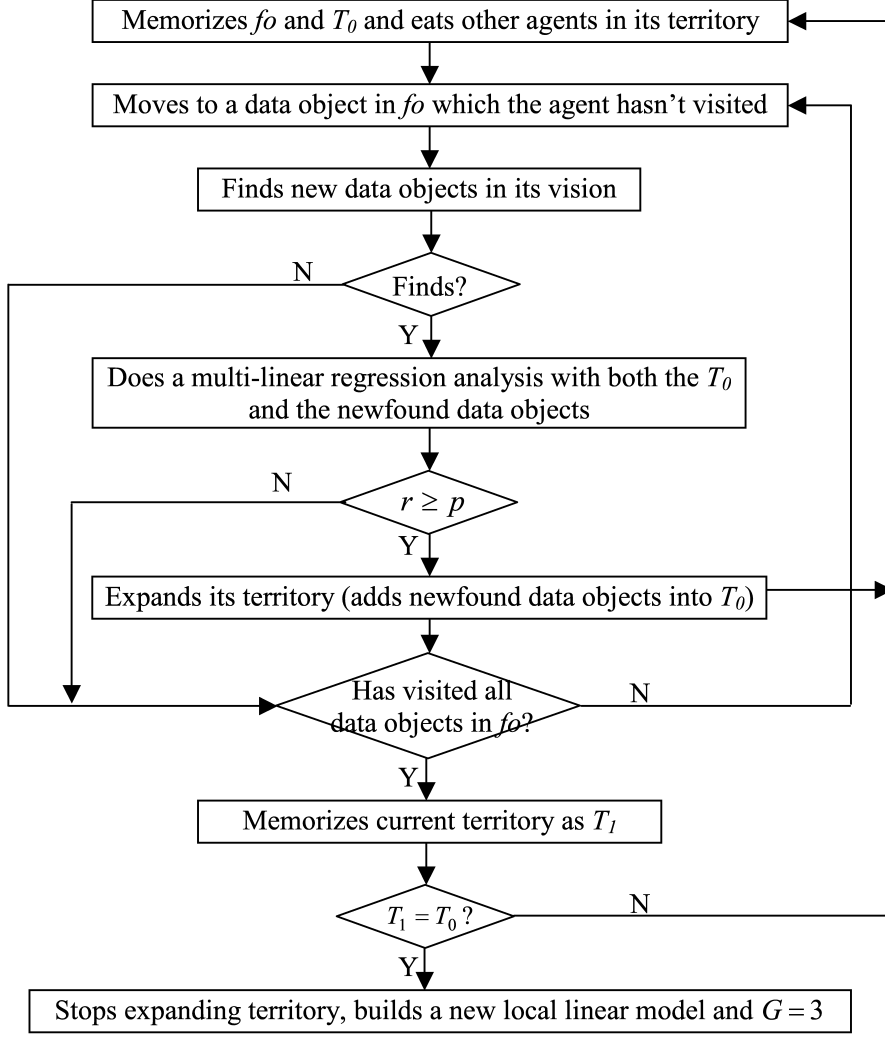 Memorizes fo and T0 and eats other agents in its territory
Moves to a data object in fo which the agent hasn’t visited
Finds new data objects in its vision
N
Finds?
Y
Does a multi-linear regression analysis with both the T0
and the newfound data objects
N
r ≥ p
Y
Expands its territory (adds newfound data objects into T0)
Has visited all
data objects in fo?
N
Y
Memorizes current territory as T1
T1 = T0 ?
N
Y
Stops expanding territory, builds a new local linear model and G = 3